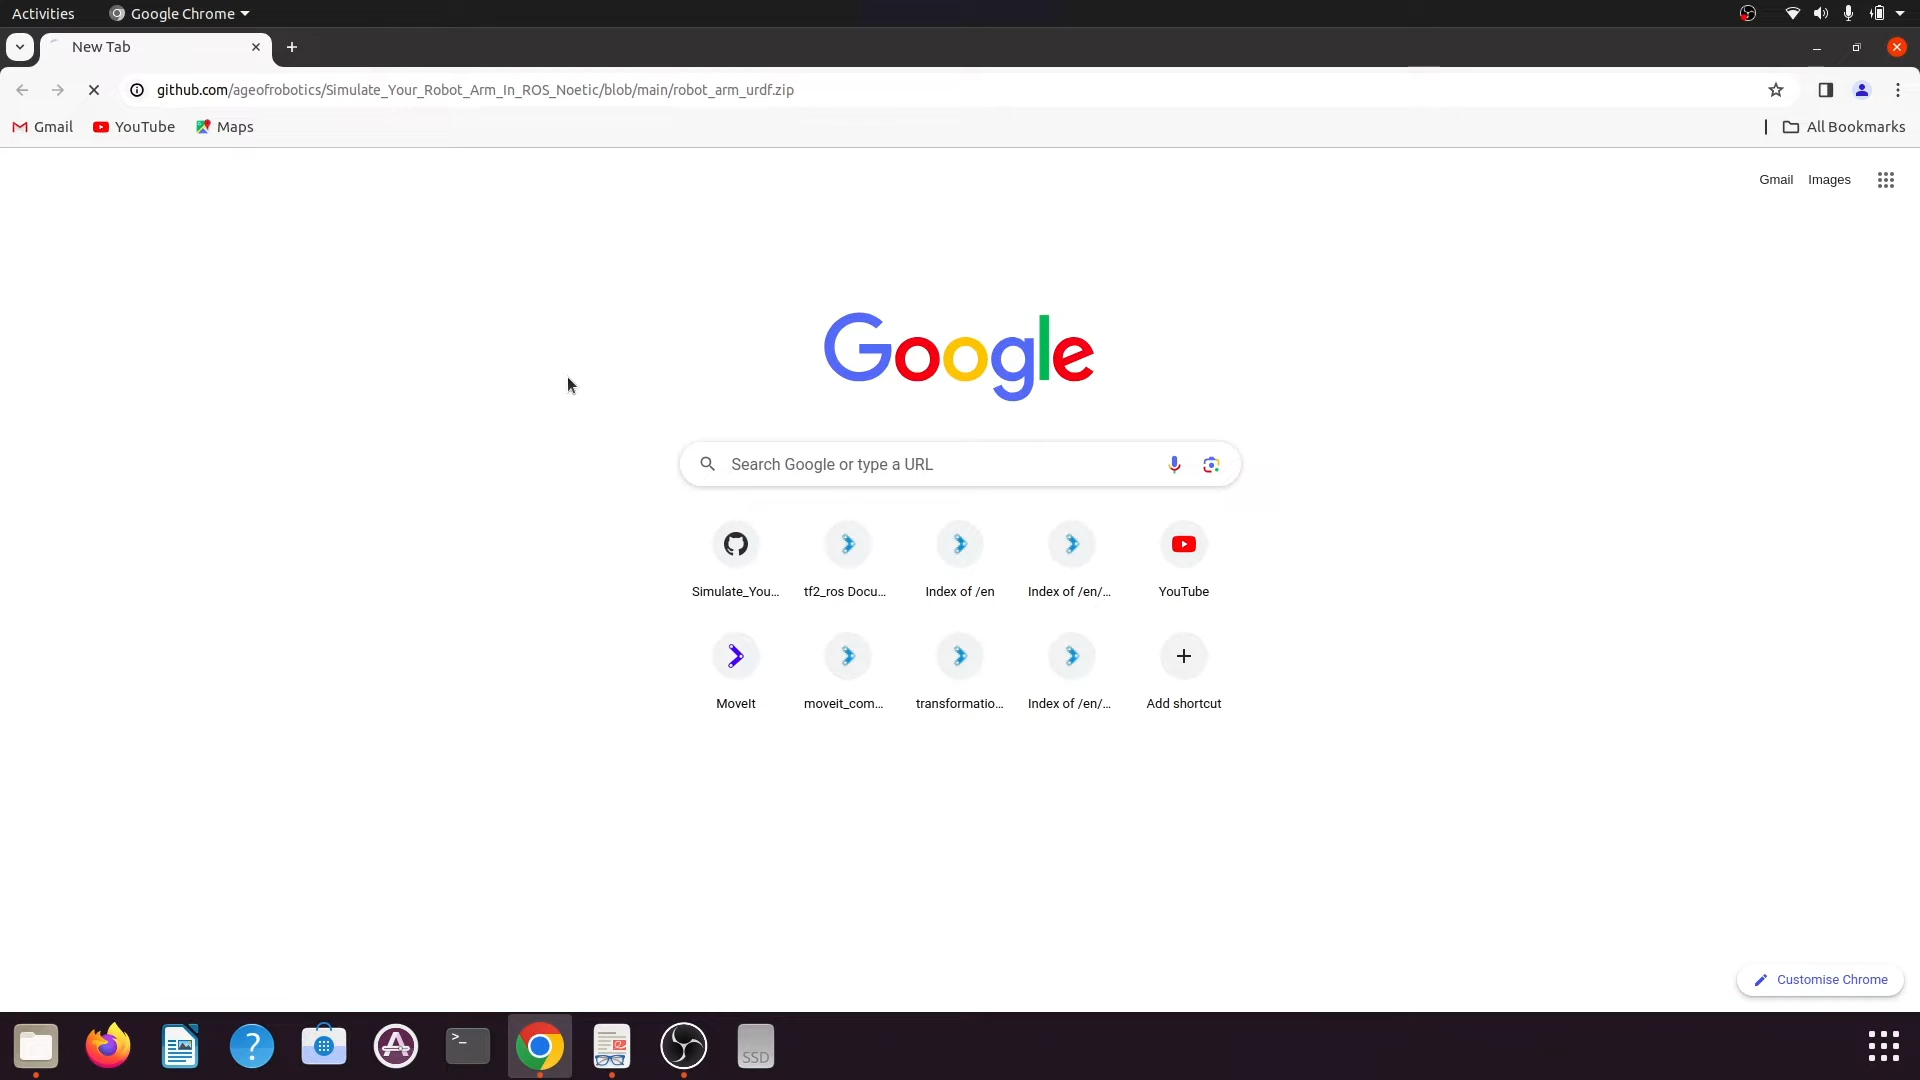 Activities
Google Chrome
New Tab
github.com/ageofrobotics/Simulate_Your_Robot_Arm_In_ROS_Noetic/blob/main/robot_arm_urdf.zip
Gmail
YouTube
Maps
All Bookmarks
Gmail
Images
Google
Search Google or type a URL
Simulate_You...
tf2_ros Docu...
Index of /en
Index of /en/...
YouTube
MoveIt
moveit_com...
transformatio...
Index of /en/...
Add shortcut
Customise Chrome
>_
SSD